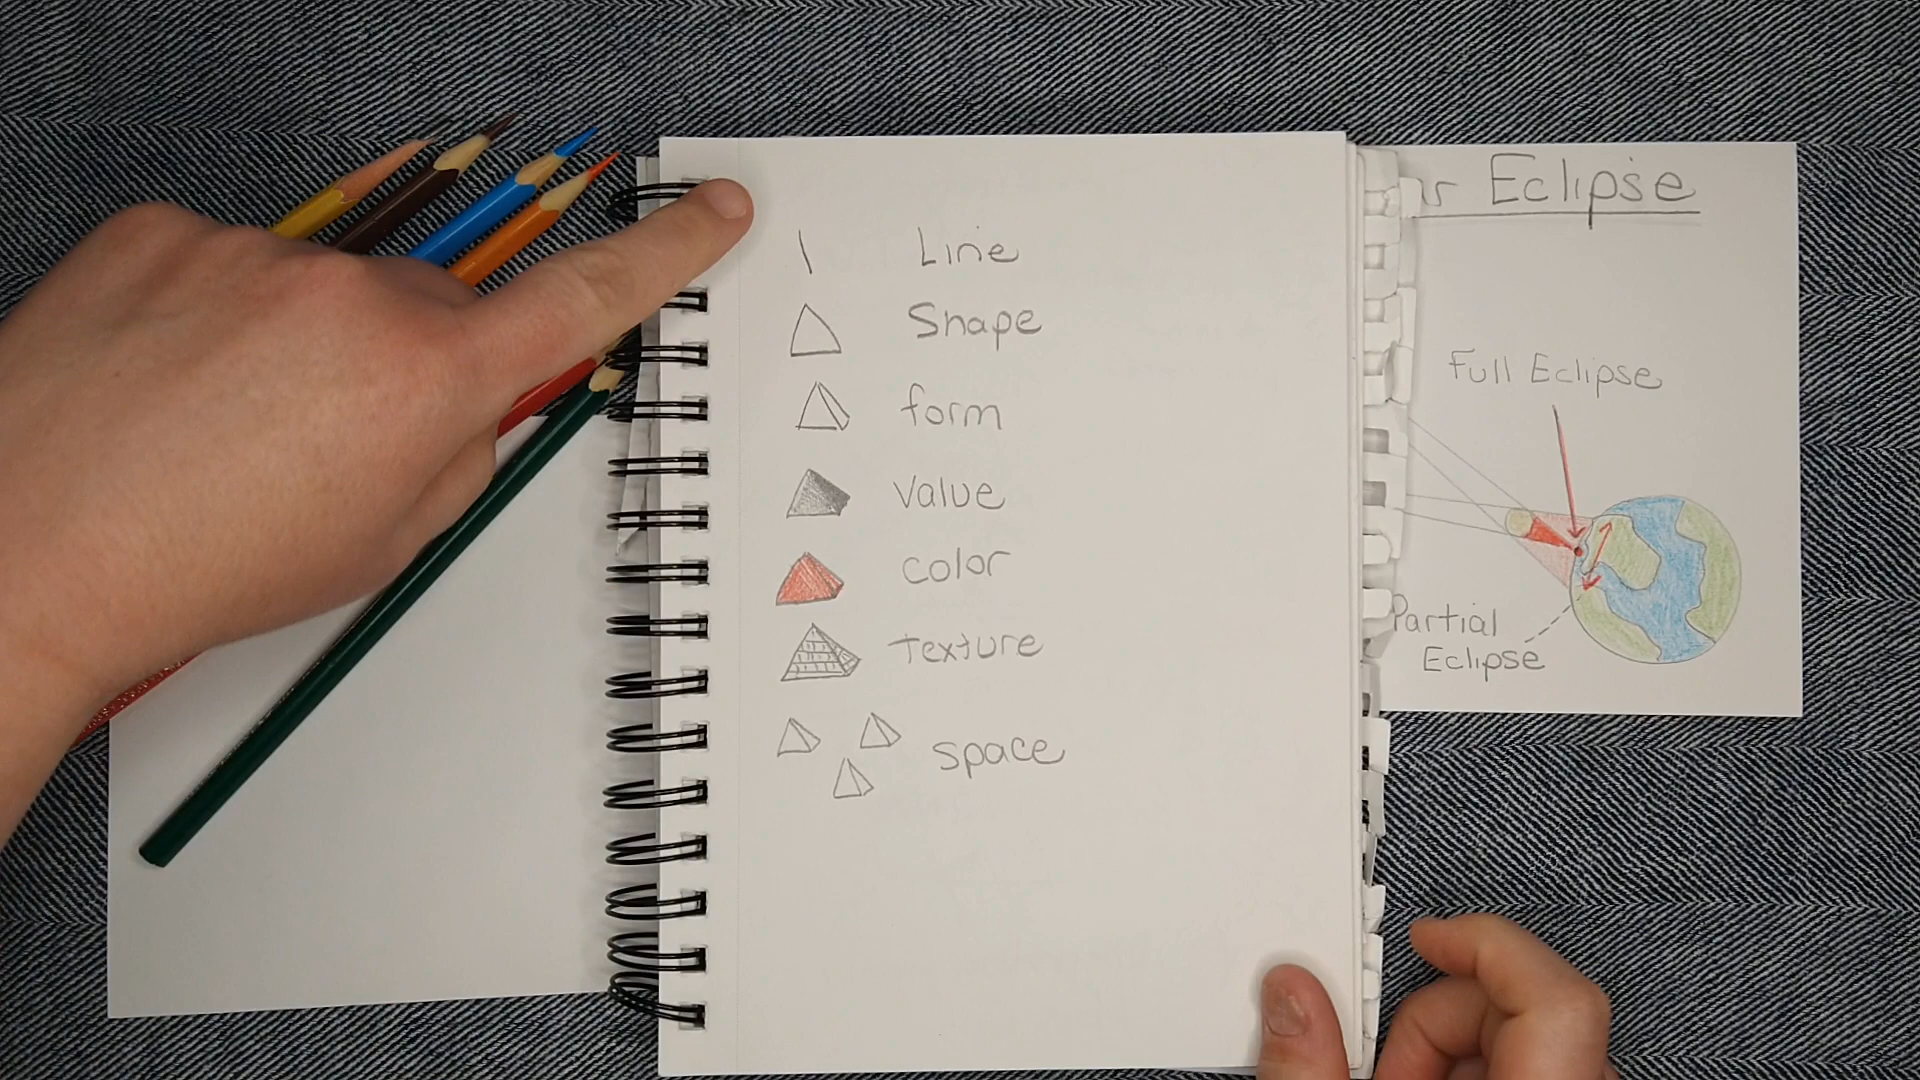 Line
Shape
form
Value
color
Texture
space
Eclipse
Full Eclipse
Partial
Eclipse